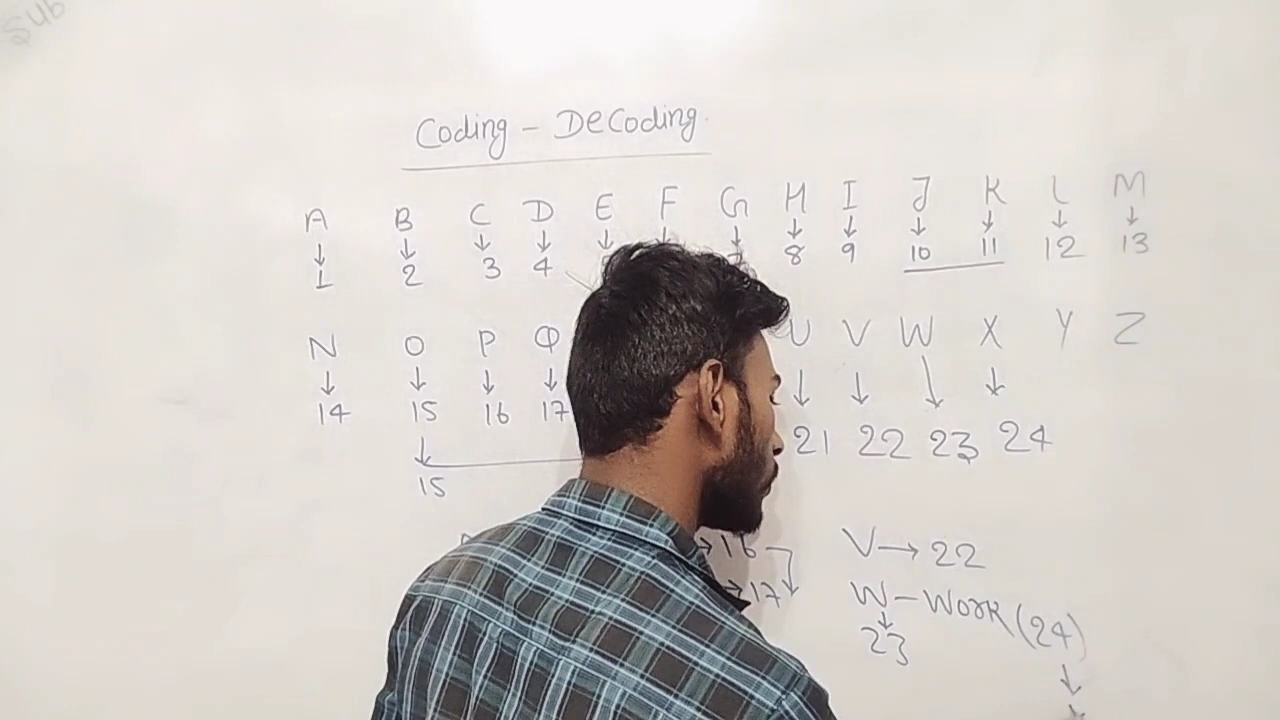 Sub
Coding - Decoding
A B C D E F G H I J K L M
↓ ↓ ↓ ↓ ↓ ↓ ↓ ↓ ↓ ↓ ↓ ↓ ↓
1 2 3 4 7 8 9 10 11 12 13
N O P Q U V W X Y Z
↓ ↓ ↓ ↓ ↓ ↓ ↓ ↓
14 15 16 17 21 22 23 24
↓
15
→ 16 V → 22
→ 17 W - Work (24)
↓ ↓
23